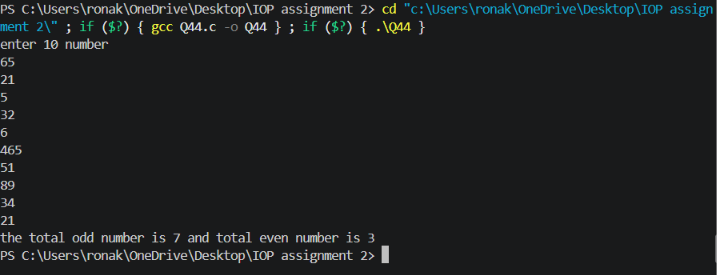 PS C:\Users\ronak\OneDrive\Desktop\IOP assignment 2> cd "c:\Users\ronak\OneDrive\Desktop\IOP assign
ment 2\" ; if ($?) { gcc Q44.c -o Q44 } ; if ($?) { .\Q44 }
enter 10 number
65
21
5
32
6
465
51
89
34
21
the total odd number is 7 and total even number is 3
PS C:\Users\ronak\OneDrive\Desktop\IOP assignment 2>